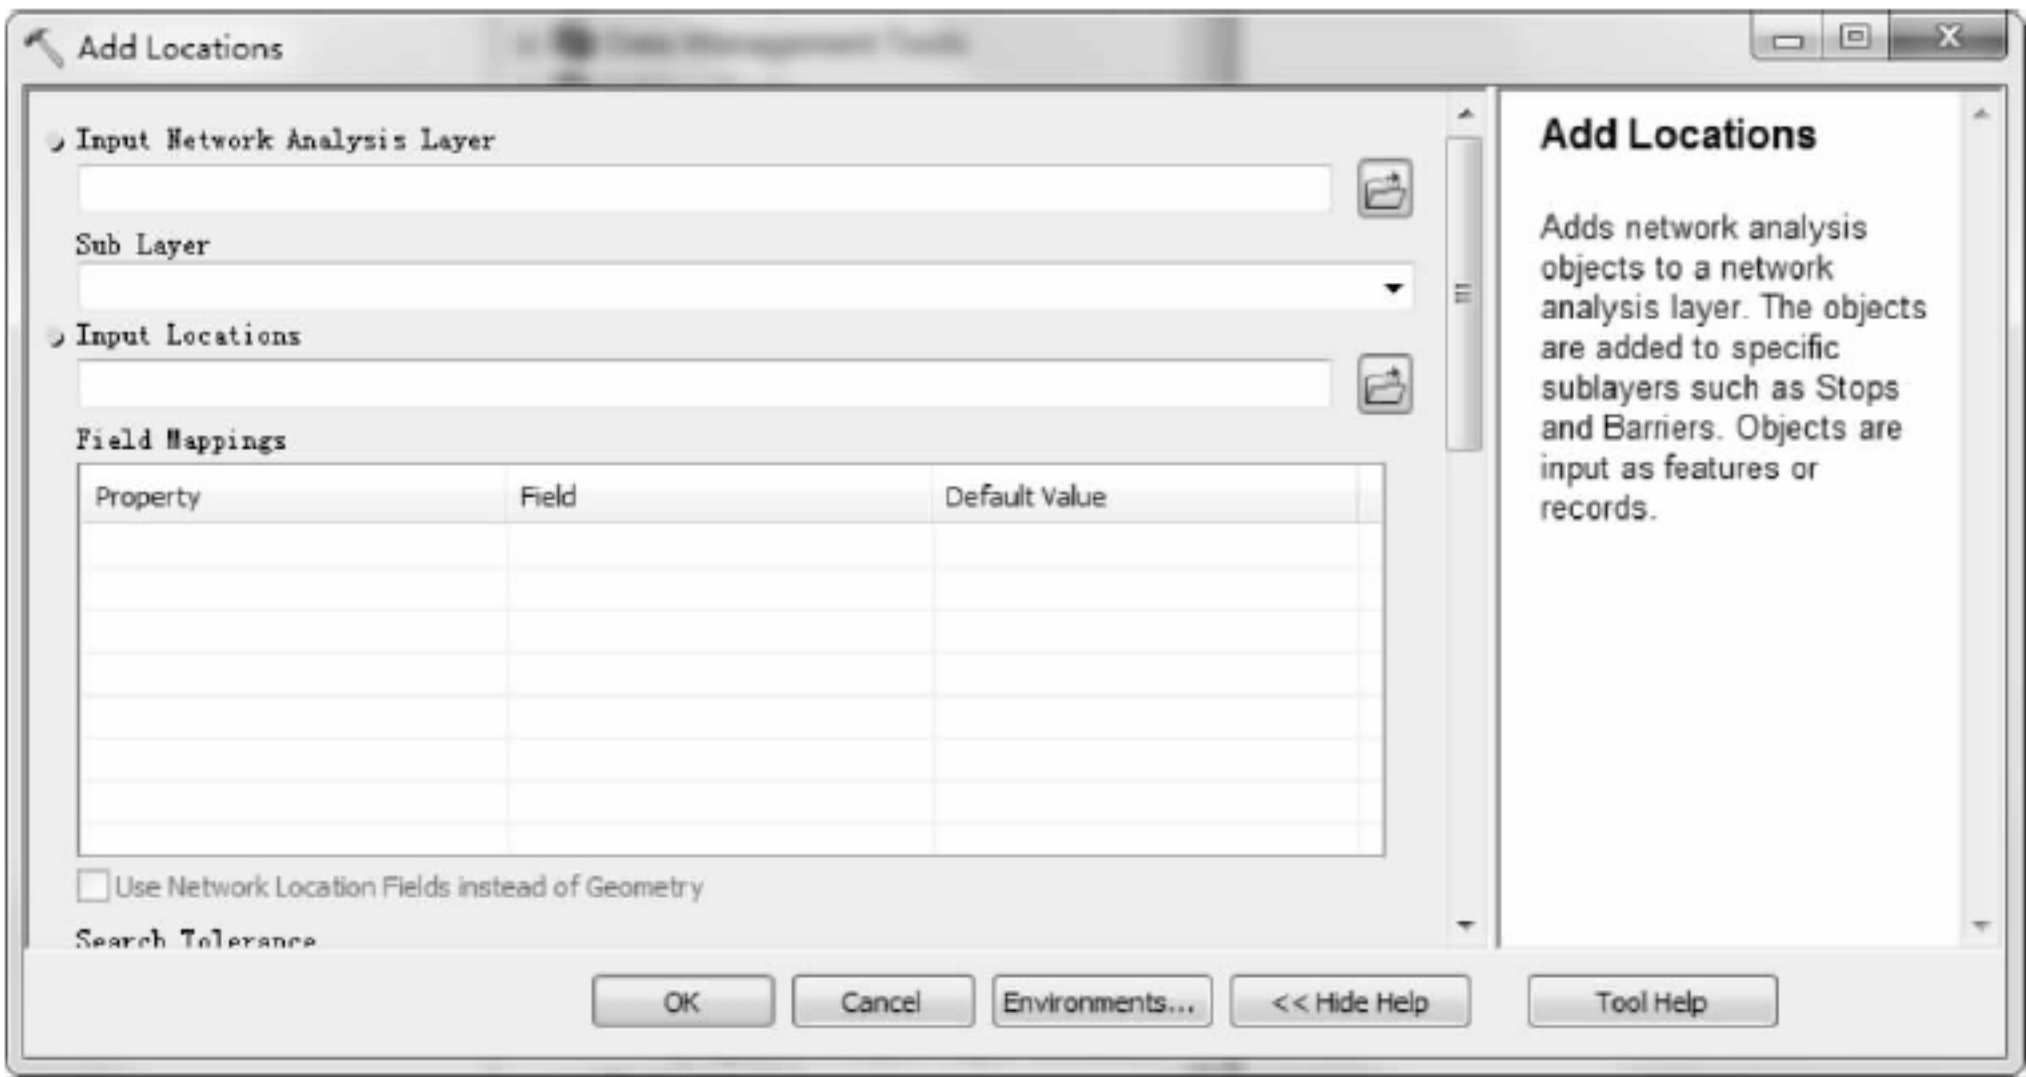 Add Locations
Data Management Tools
Input Network Analysis Layer
Sub Layer
Input Locations
Field Mappings
Property Field Default Value
Use Network Location Fields instead of Geometry
Search Tolerance
OK Cancel Environments... << Hide Help Tool Help
Add Locations
Adds network analysis
objects to a network
analysis layer. The objects
are added to specific
sublayers such as Stops
and Barriers. Objects are
input as features or
records.